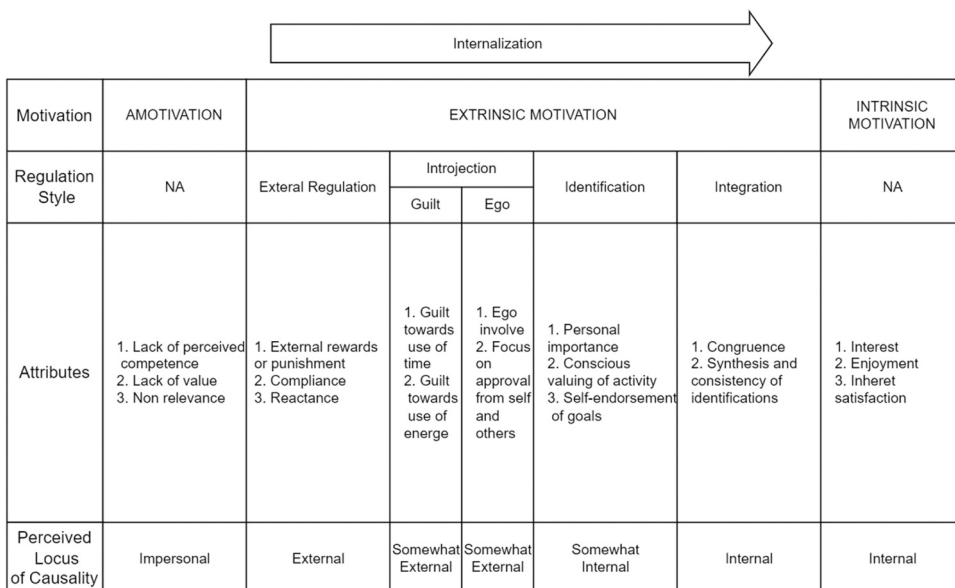 Internalization
Motivation
AMOTIVATION
EXTRINSIC MOTIVATION
INTRINSIC
MOTIVATION
Regulation
Style
NA
Exteral Regulation
Introjection
Guilt
Ego
Identification
Integration
NA
Attributes
1. Lack of perceived
competence
2. Lack of value
3. Non relevance
1. External rewards
or punishment
2. Compliance
3. Reactance
1. Guilt
towards
use of
time
2. Guilt
towards
use of
energe
1. Ego
involve
2. Focus
on
approval
from self
and
others
1. Personal
importance
2. Conscious
valuing of activity
3. Self-endorsement
of goals
1. Congruence
2. Synthesis and
consistency of
identifications
1. Interest
2. Enjoyment
3. Inheret
satisfaction
Perceived
Locus
of Causality
Impersonal
External
Somewhat
External
Somewhat
External
Somewhat
Internal
Internal
Internal